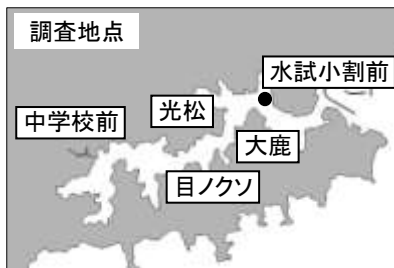 調査地点
水試小割前
光松
中学校前
大鹿
目ノクソ